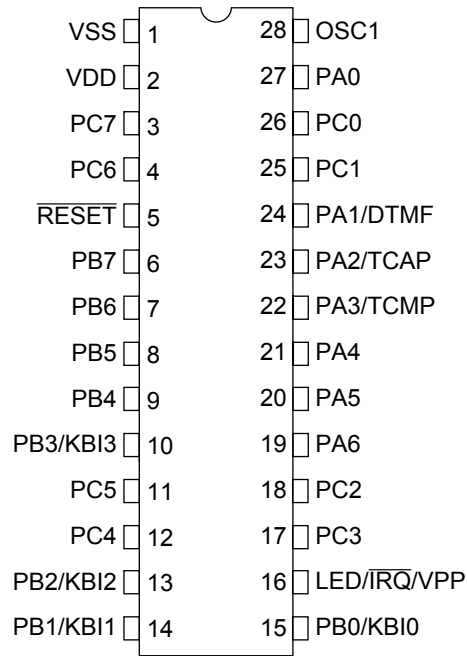 VSS 1 28 OSC1
VDD 2 27 PA0
PC7 3 26 PC0
PC6 4 25 PC1
RESET 5 24 PA1/DTMF
PB7 6 23 PA2/TCAP
PB6 7 22 PA3/TCMP
PB5 8 21 PA4
PB4 9 20 PA5
PB3/KBI3 10 19 PA6
PC5 11 18 PC2
PC4 12 17 PC3
PB2/KBI2 13 16 LED/IRQ/VPP
PB1/KBI1 14 15 PB0/KBI0